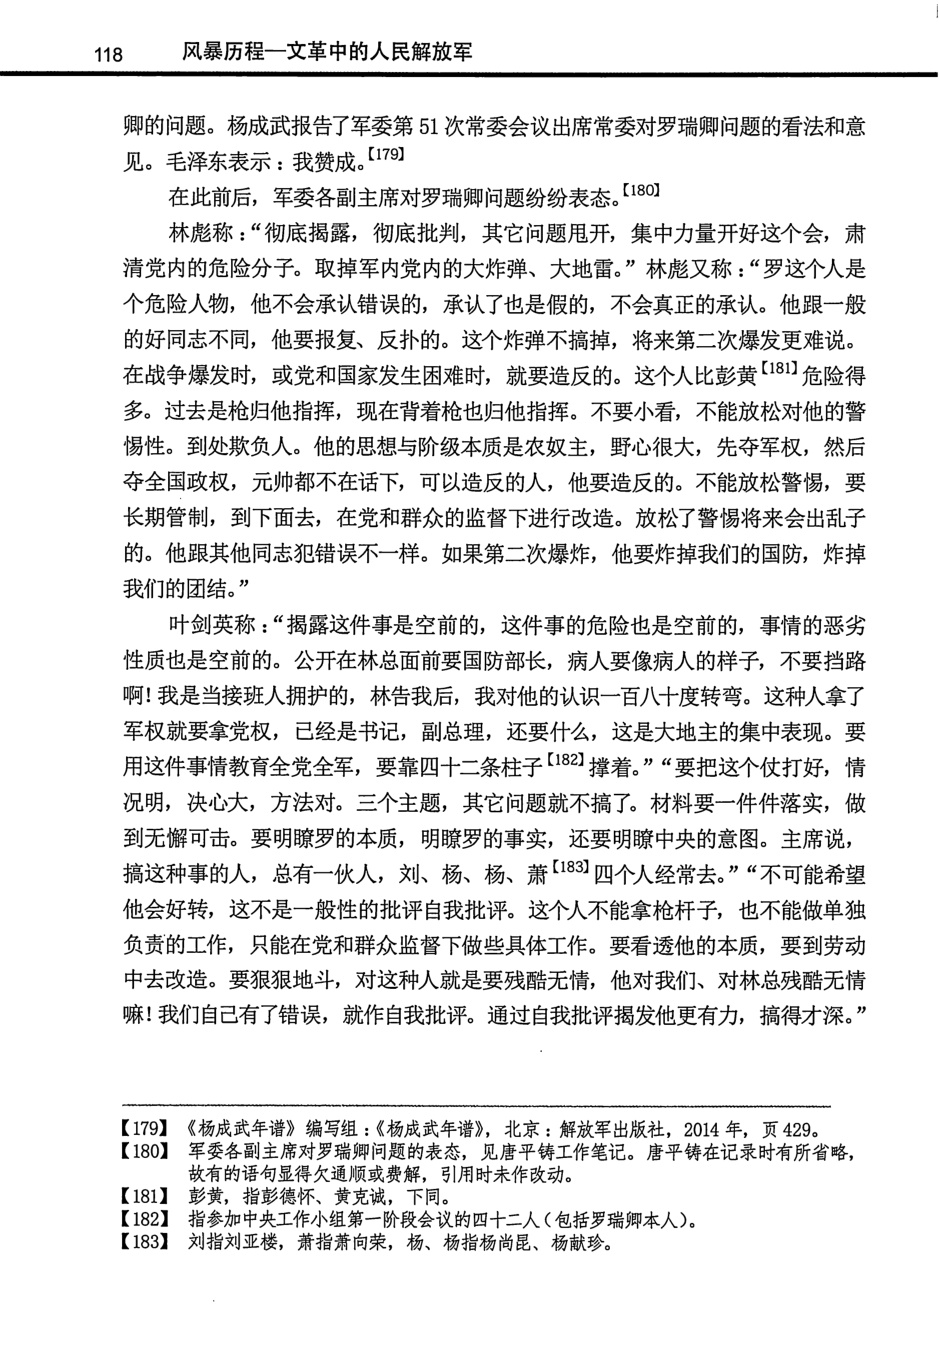 118 风暴历程—文革中的人民解放军
卿的问题。杨成武报告了军委第 51 次常委会议出席常委对罗瑞卿问题的看法和意
见。毛泽东表示：我赞成。【179】
在此前后，军委各副主席对罗瑞卿问题纷纷表态。【180】
林彪称：“彻底揭露，彻底批判，其它问题甩开，集中力量开好这个会，肃
清党内的危险分子。取掉军内党内的大炸弹、大地雷。”林彪又称：“罗这个人是
个危险人物，他不会承认错误的，承认了也是假的，不会真正的承认。他跟一般
的好同志不同，他要报复、反扑的。这个炸弹不搞掉，将来第二次爆发更难说。
在战争爆发时，或党和国家发生困难时，就要造反的。这个人比彭黄【181】危险得
多。过去是枪归他指挥，现在背着枪也归他指挥。不要小看，不能放松对他的警
惕性。到处欺负人。他的思想与阶级本质是农奴主，野心很大，先夺军权，然后
夺全国政权，元帅都不在话下，可以造反的人，他要造反的。不能放松警惕，要
长期管制，到下面去，在党和群众的监督下进行改造。放松了警惕将来会出乱子
的。他跟其他同志犯错误不一样。如果第二次爆炸，他要炸掉我们的国防，炸掉
我们的团结。”
叶剑英称：“揭露这件事是空前的，这件事的危险也是空前的，事情的恶劣
性质也是空前的。公开在林总面前要国防部长，病人要像病人的样子，不要挡路
啊！我是当接班人拥护的，林告我后，我对他的认识一百八十度转弯。这种人拿了
军权就要拿党权，已经是书记，副总理，还要什么，这是大地主的集中表现。要
用这件事情教育全党全军，要靠四十二条柱子【182】撑着。”“要把这个仗打好，情
况明，决心大，方法对。三个主题，其它问题就不搞了。材料要一件件落实，做
到无懈可击。要明瞭罗的本质，明瞭罗的事实，还要明瞭中央的意图。主席说，
搞这种事的人，总有一伙人，刘、杨、杨、萧【183】四个人经常去。”“不可能希望
他会好转，这不是一般性的批评自我批评。这个人不能拿枪杆子，也不能做单独
负责的工作，只能在党和群众监督下做些具体工作。要看透他的本质，要到劳动
中去改造。要狠狠地斗，对这种人就是要残酷无情，他对我们、对林总残酷无情
嘛！我们自己有了错误，就作自我批评。通过自我批评揭发他更有力，搞得才深。”
【179】 《杨成武年谱》编写组：《杨成武年谱》，北京：解放军出版社，2014 年，页 429。
【180】 军委各副主席对罗瑞卿问题的表态，见唐平铸工作笔记。唐平铸在记录时有所省略，
故有的语句显得欠通顺或费解，引用时未作改动。
【181】 彭黄，指彭德怀、黄克诚，下同。
【182】 指参加中央工作小组第一阶段会议的四十二人（包括罗瑞卿本人）。
【183】 刘指刘亚楼，萧指萧向荣，杨、杨指杨尚昆、杨献珍。